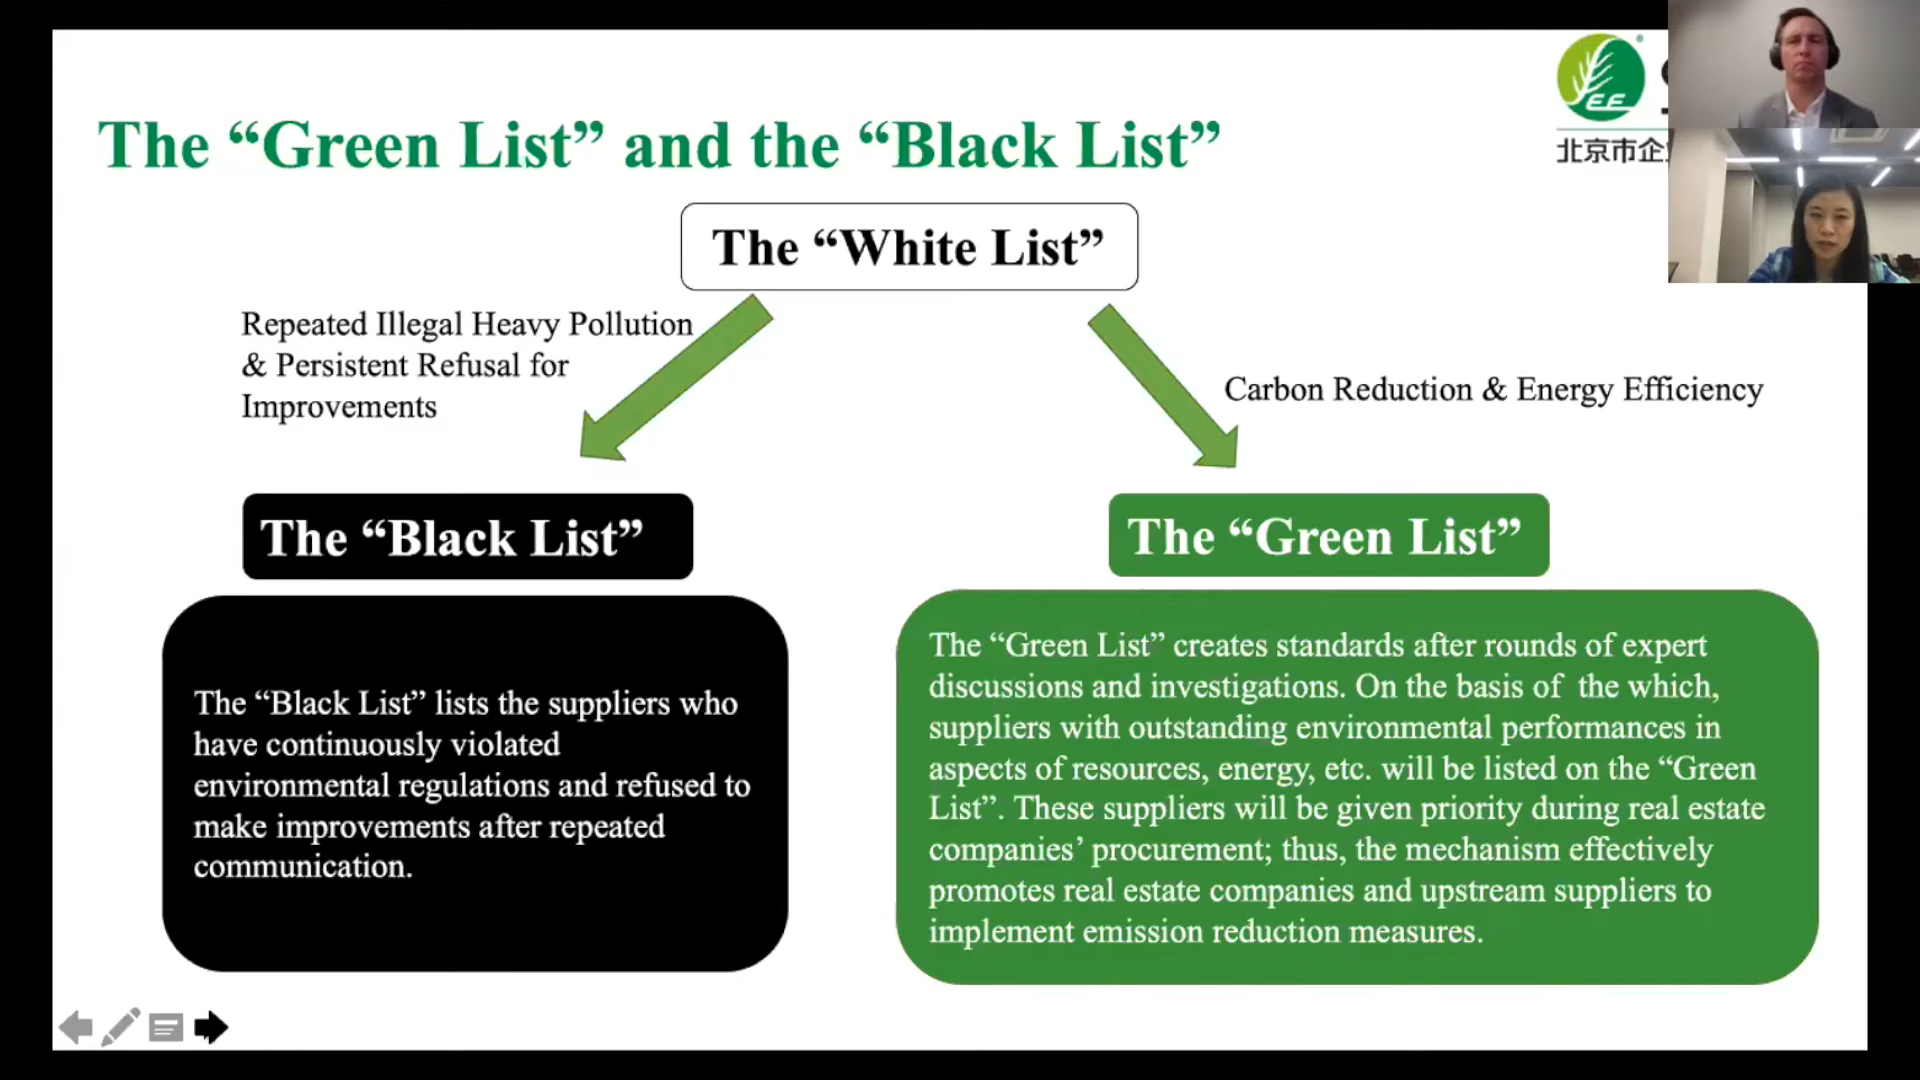 The “Green List” and the “Black List”
EE
北京市企
The “White List”
Repeated Illegal Heavy Pollution
& Persistent Refusal for
Improvements
Carbon Reduction & Energy Efficiency
The “Black List”
The “Green List”
The “Black List” lists the suppliers who
have continuously violated
environmental regulations and refused to
make improvements after repeated
communication.
The “Green List” creates standards after rounds of expert
discussions and investigations. On the basis of the which,
suppliers with outstanding environmental performances in
aspects of resources, energy, etc. will be listed on the “Green
List”. These suppliers will be given priority during real estate
companies’ procurement; thus, the mechanism effectively
promotes real estate companies and upstream suppliers to
implement emission reduction measures.